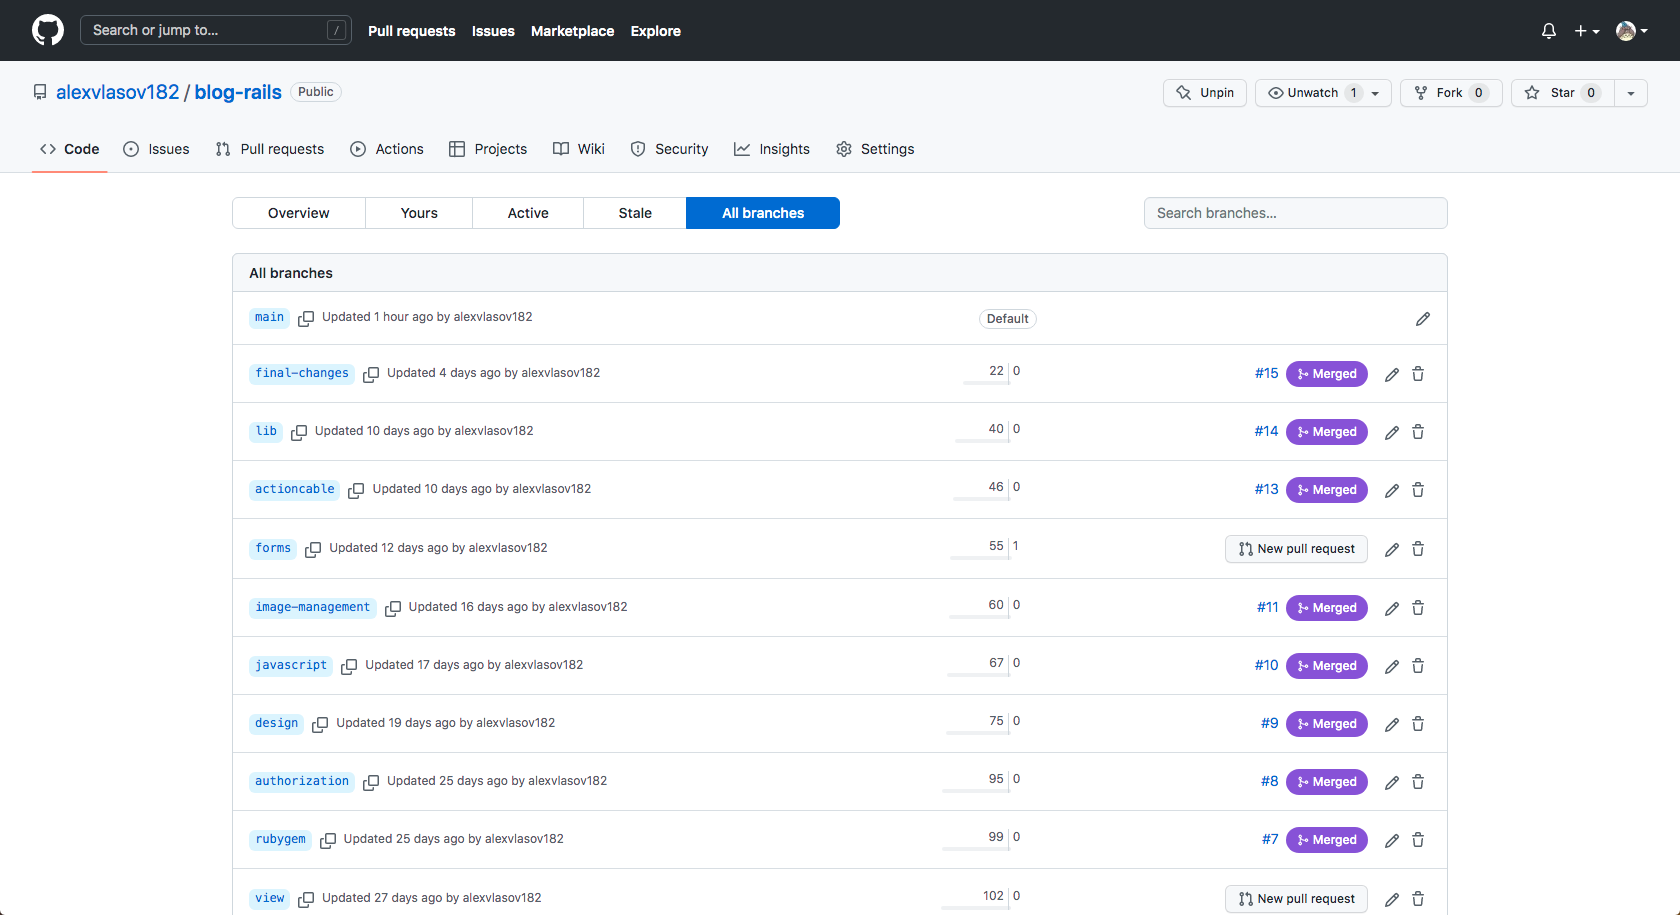 Search or jump to... / Pull requests Issues Marketplace Explore
alexvlasov182 / blog-rails Public Unpin Unwatch 1 Fork 0 Star 0
Code Issues Pull requests Actions Projects Wiki Security Insights Settings
Overview Yours Active Stale All branches Search branches...
All branches
main Updated 1 hour ago by alexvlasov182 Default
final-changes Updated 4 days ago by alexvlasov182 22 0 #15 Merged
lib Updated 10 days ago by alexvlasov182 40 0 #14 Merged
actioncable Updated 10 days ago by alexvlasov182 46 0 #13 Merged
forms Updated 12 days ago by alexvlasov182 55 1 New pull request
image-management Updated 16 days ago by alexvlasov182 60 0 #11 Merged
javascript Updated 17 days ago by alexvlasov182 67 0 #10 Merged
design Updated 19 days ago by alexvlasov182 75 0 #9 Merged
authorization Updated 25 days ago by alexvlasov182 95 0 #8 Merged
rubygem Updated 25 days ago by alexvlasov182 99 0 #7 Merged
view Updated 27 days ago by alexvlasov182 102 0 New pull request